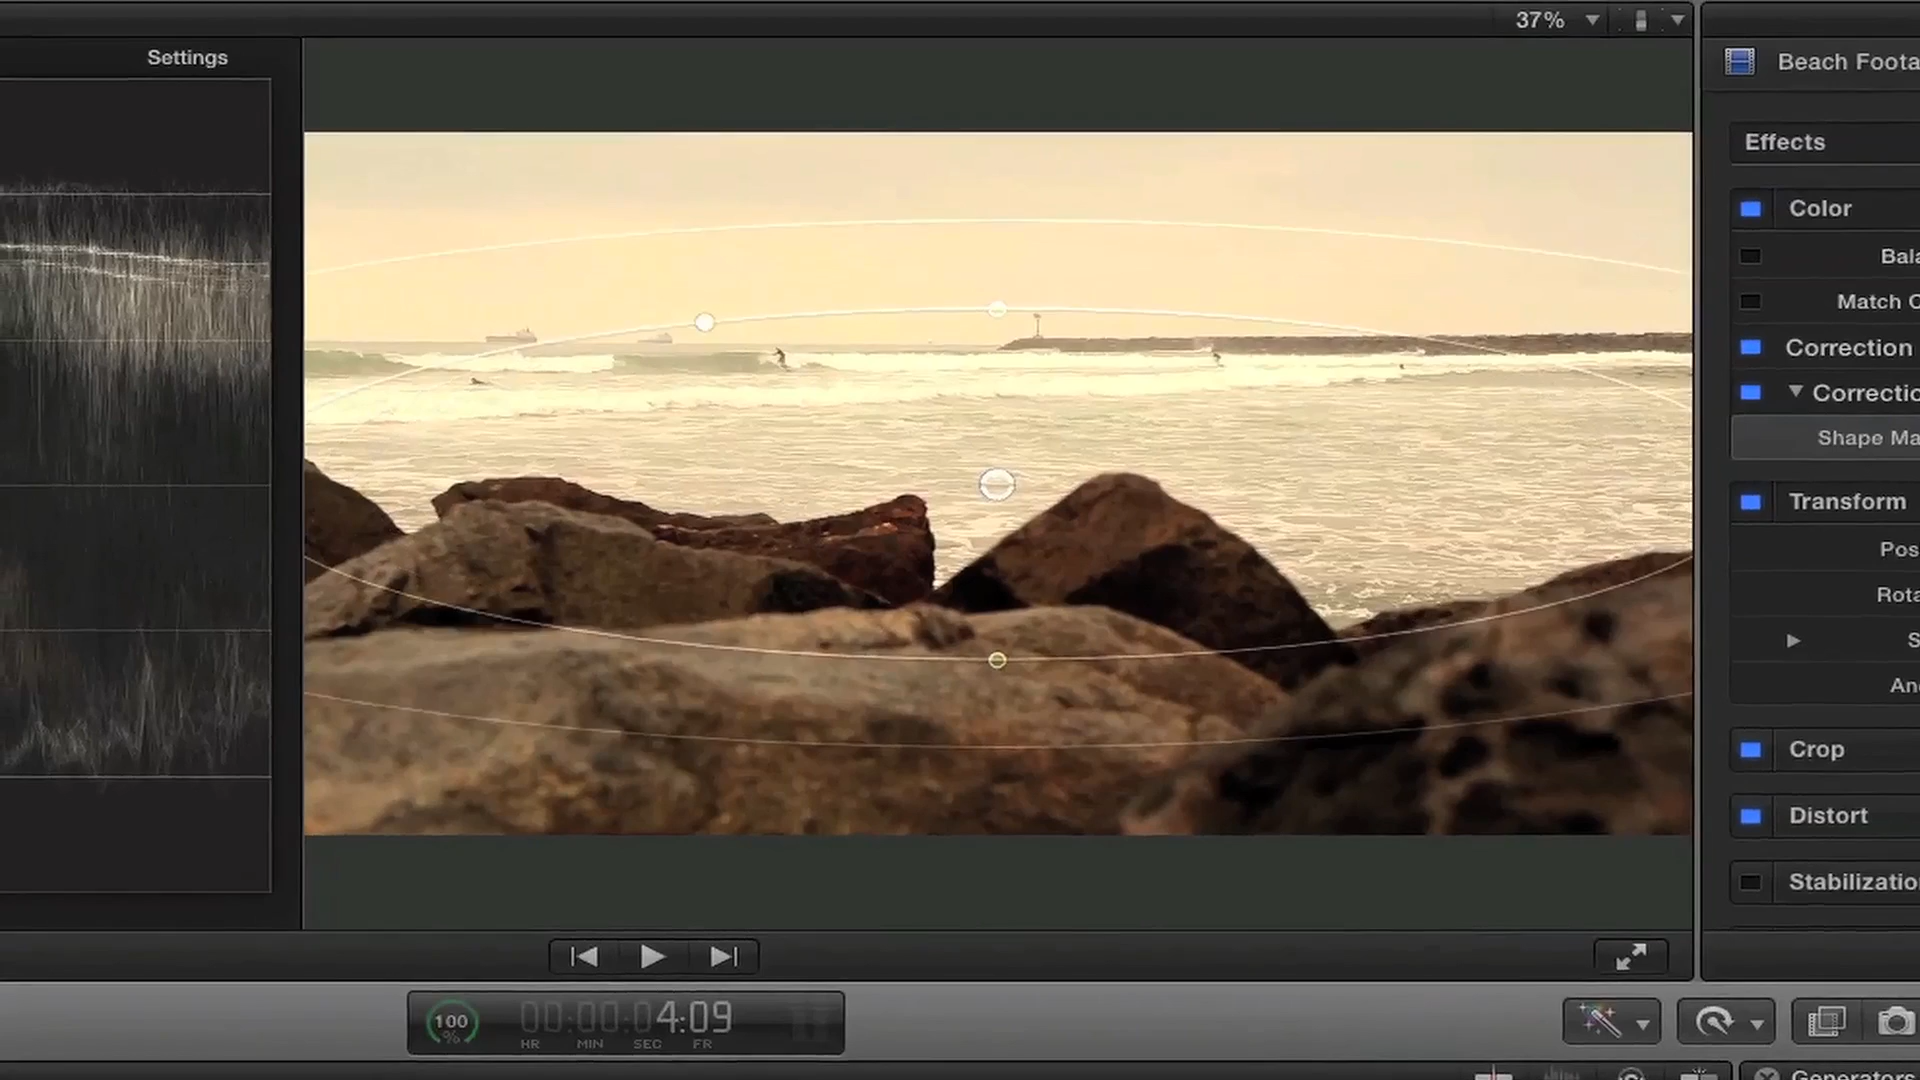 37%
Settings
Beach Foota
Effects
Color
Bala
Match C
Correction
Correctio
Shape Ma
Transform
Pos
Rota
S
Anc
Crop
Distort
Stabilizatio
100
%
00:00:04:09
HR MIN SEC FR
Generators